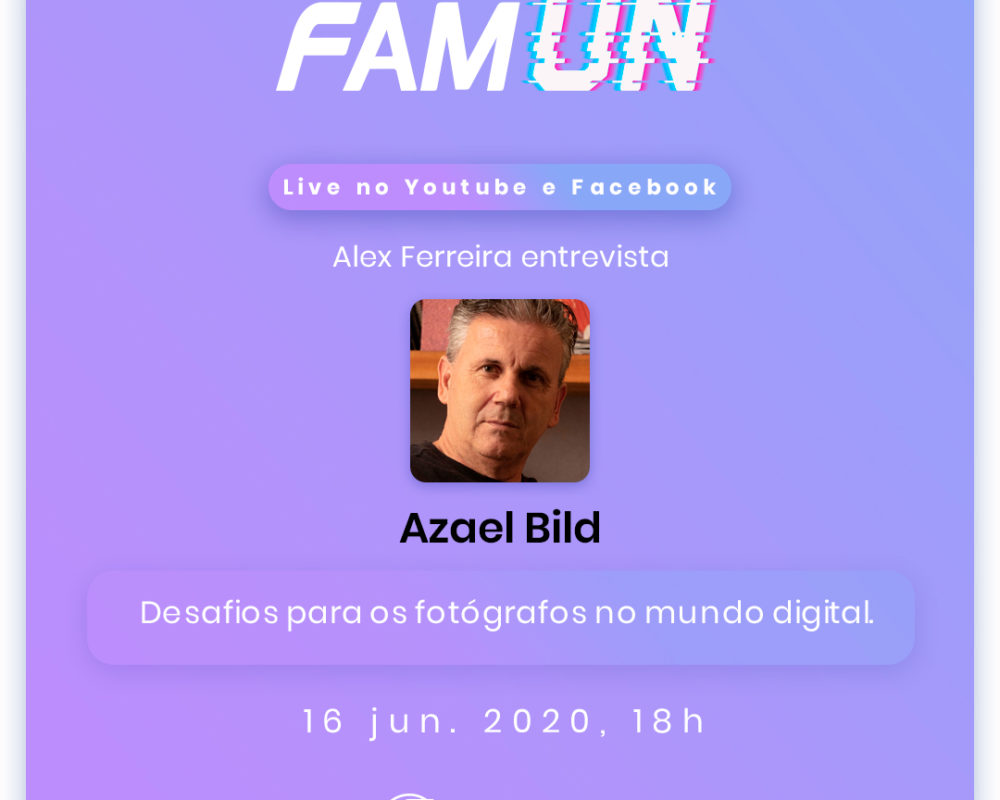 FAMUN
Live no Youtube e Facebook
Alex Ferreira entrevista
Azael Bild
Desafios para os fotógrafos no mundo digital.
16 jun. 2020, 18h